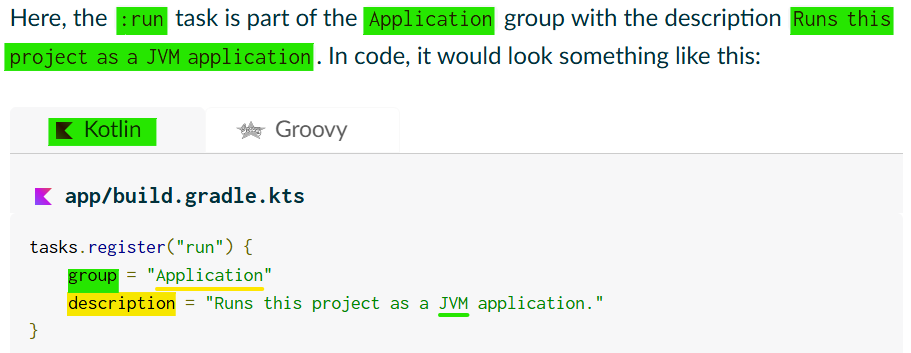 Here, the :run task is part of the Application group with the description Runs this
project as a JVM application. In code, it would look something like this:
Kotlin Groovy
app/build.gradle.kts
tasks.register("run") {
    group = "Application"
    description = "Runs this project as a JVM application."
}